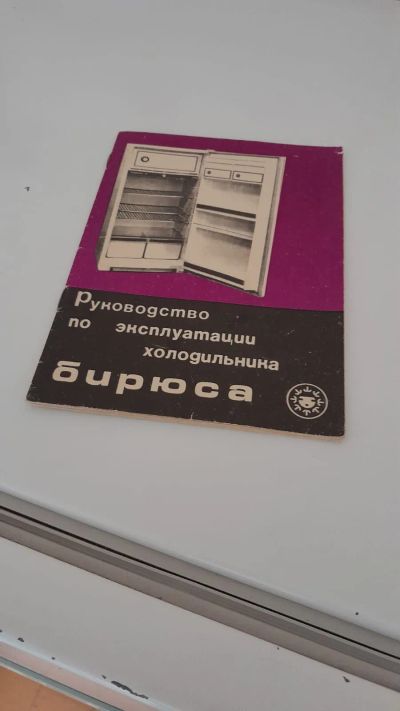 Руководство
по эксплуатации
холодильника
бирюса